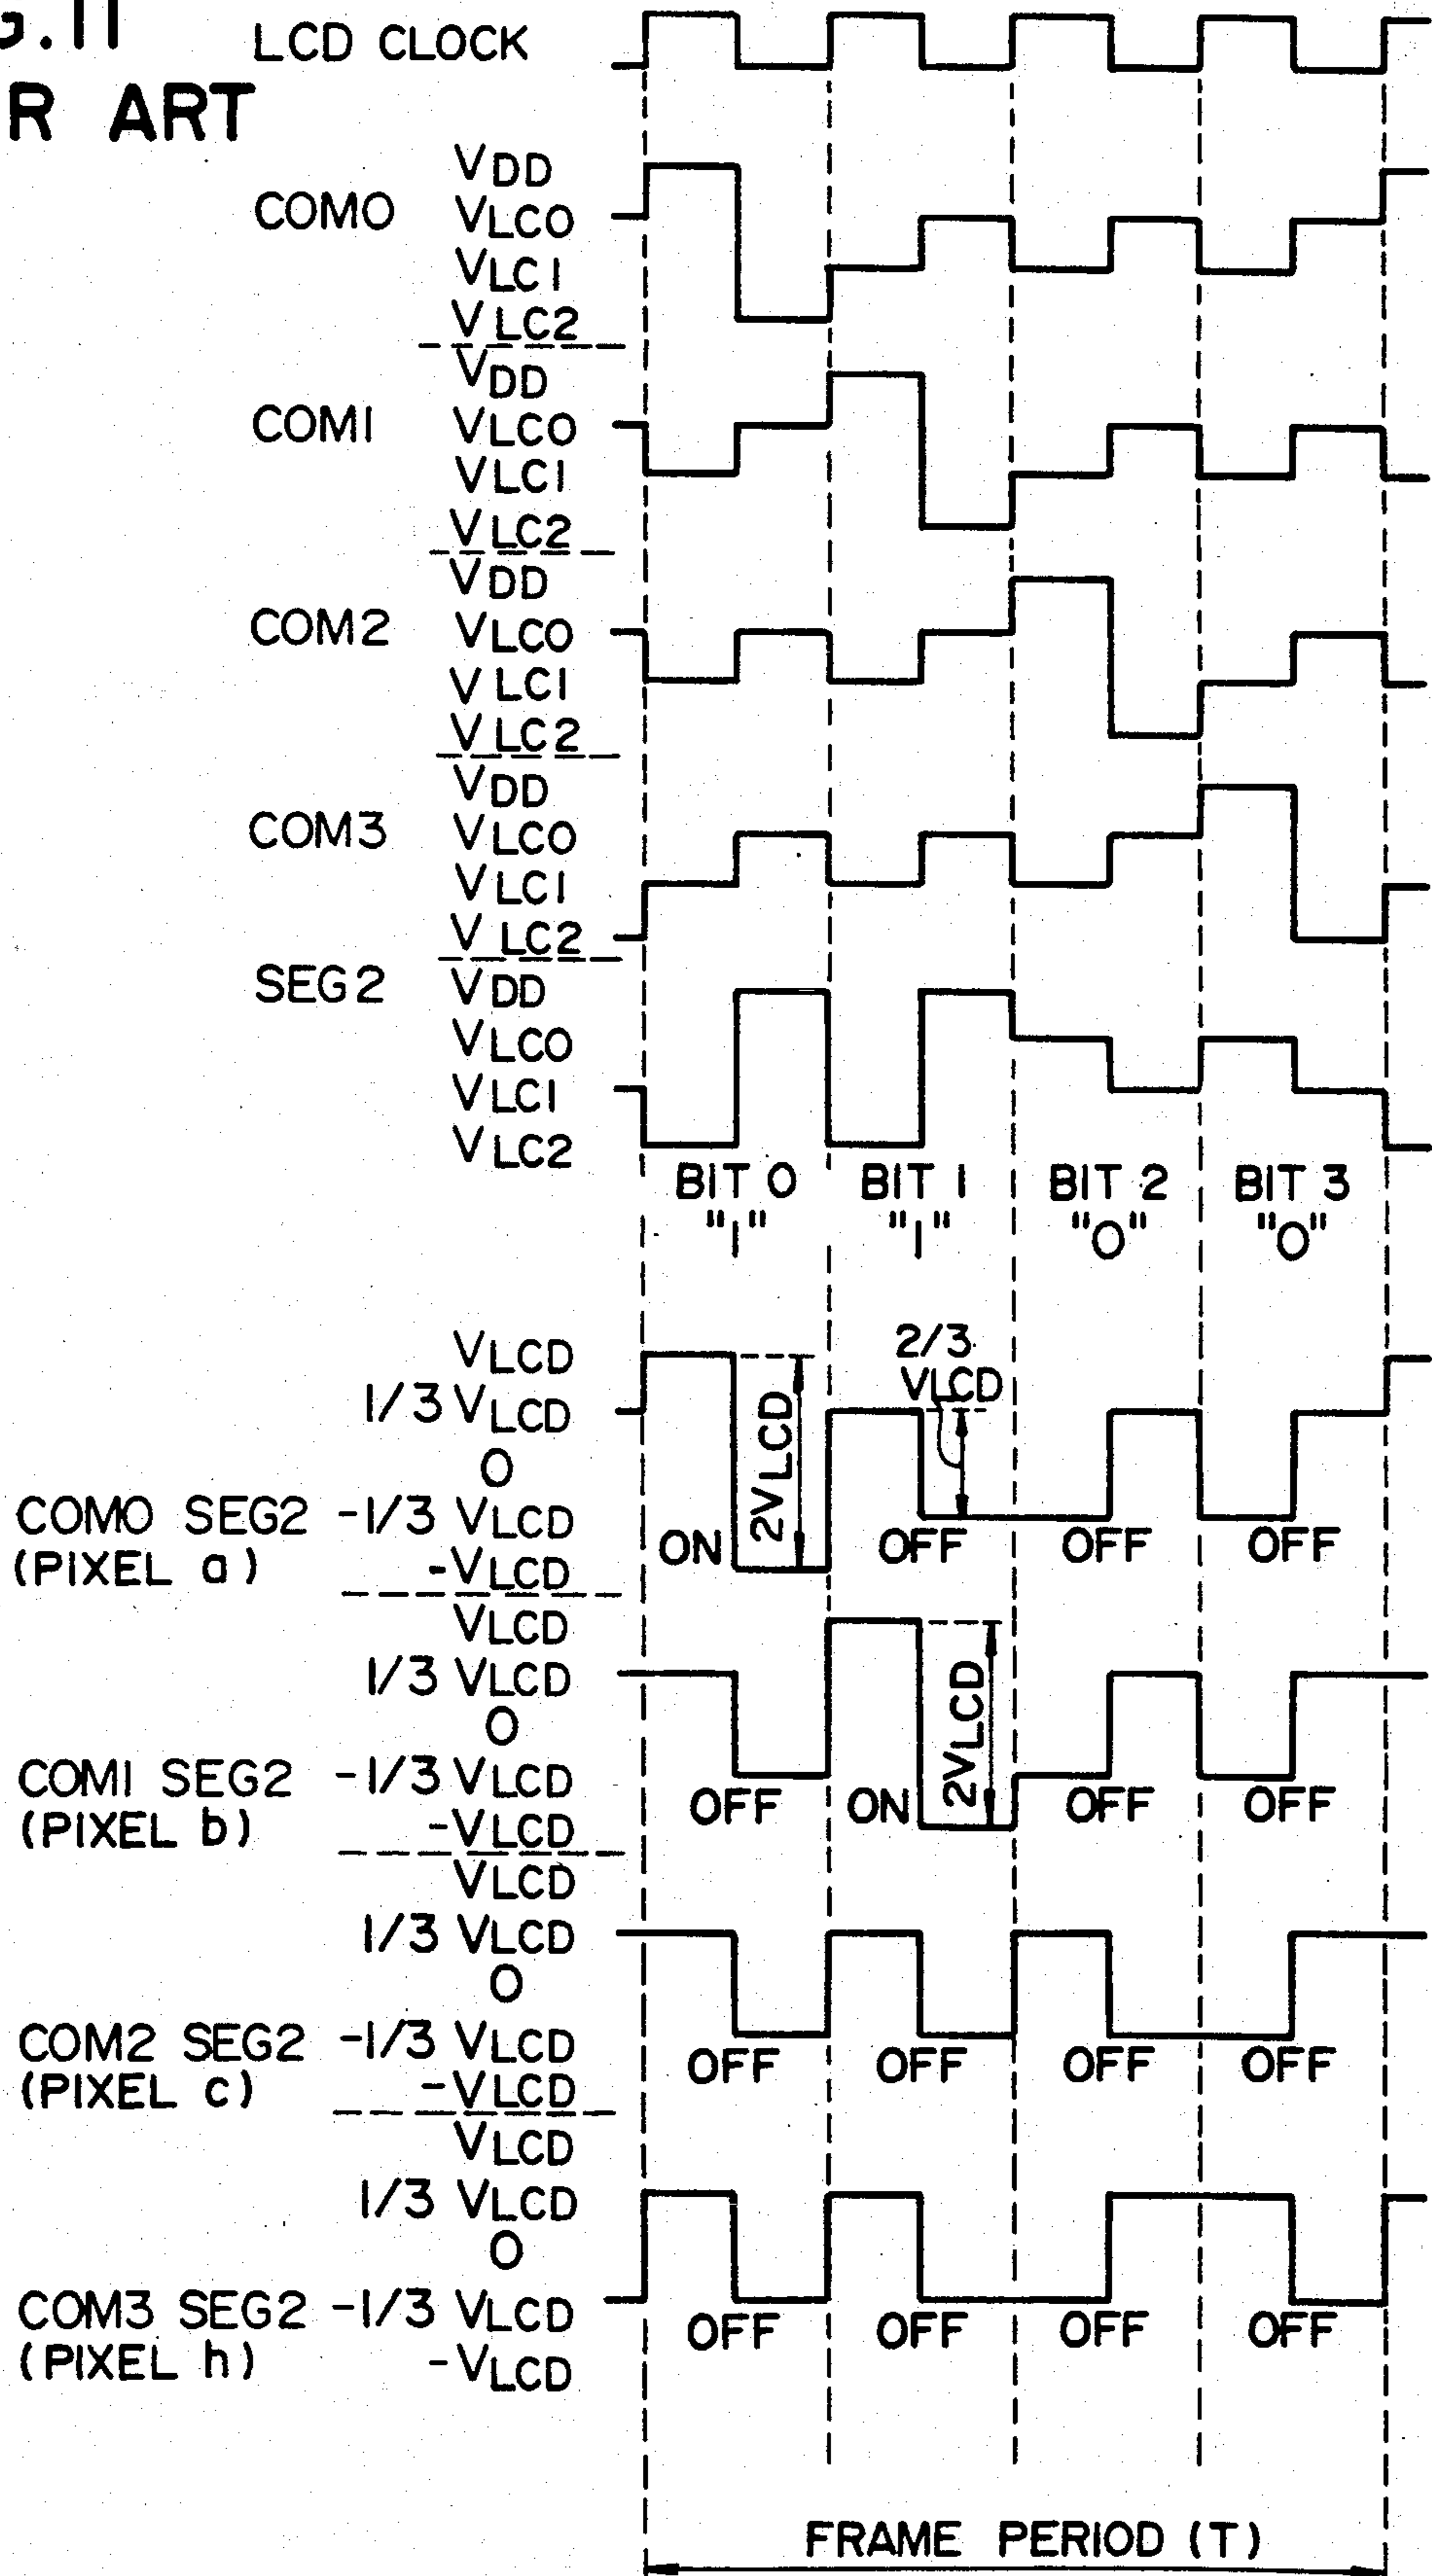 G.11
LCD CLOCK
R ART
VDD
COM0 VLC0
VLC1
VLC2
VDD
COM1 VLC0
VLC1
VLC2
VDD
COM2 VLC0
VLC1
VLC2
VDD
COM3 VLC0
VLC1
VLC2
SEG2 VDD
VLC0
VLC1
VLC2
BIT 0 BIT 1 BIT 2 BIT 3
"1" "1" "0" "0"
2/3
VLCD
VLCD
1/3 VLCD
0
2VLCD
COM0 SEG2 -1/3 VLCD
ON OFF OFF OFF
(PIXEL a) -VLCD
VLCD
1/3 VLCD
0
2VLCD
COM1 SEG2 -1/3 VLCD
OFF ON OFF OFF
(PIXEL b) -VLCD
VLCD
1/3 VLCD
0
COM2 SEG2 -1/3 VLCD
OFF OFF OFF OFF
(PIXEL c) -VLCD
VLCD
1/3 VLCD
0
COM3 SEG2 -1/3 VLCD
OFF OFF OFF OFF
(PIXEL h) -VLCD
FRAME PERIOD (T)